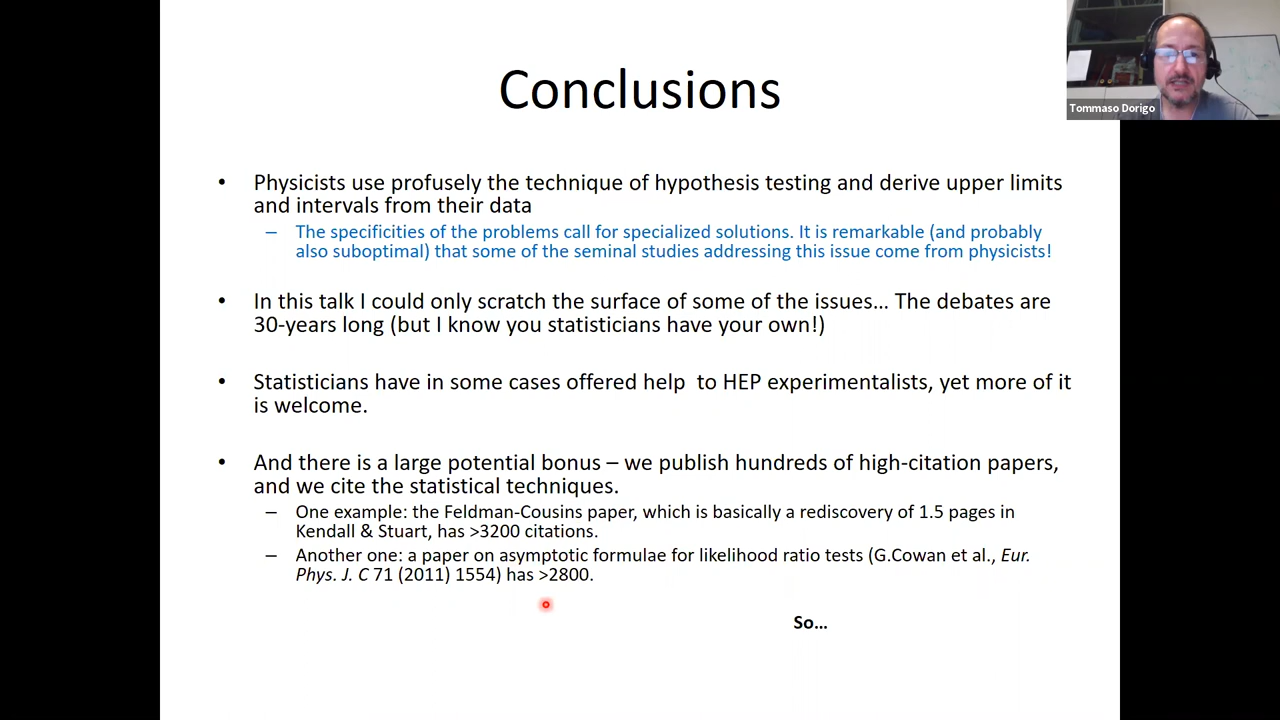 Conclusions
Tommaso Dorigo
• Physicists use profusely the technique of hypothesis testing and derive upper limits
and intervals from their data
– The specificities of the problems call for specialized solutions. It is remarkable (and probably
also suboptimal) that some of the seminal studies addressing this issue come from physicists!
• In this talk I could only scratch the surface of some of the issues… The debates are
30-years long (but I know you statisticians have your own!)
• Statisticians have in some cases offered help  to HEP experimentalists, yet more of it
is welcome.
• And there is a large potential bonus – we publish hundreds of high-citation papers,
and we cite the statistical techniques.
– One example: the Feldman-Cousins paper, which is basically a rediscovery of 1.5 pages in
Kendall & Stuart, has >3200 citations.
– Another one: a paper on asymptotic formulae for likelihood ratio tests (G.Cowan et al., Eur.
Phys. J. C 71 (2011) 1554) has >2800.
So…